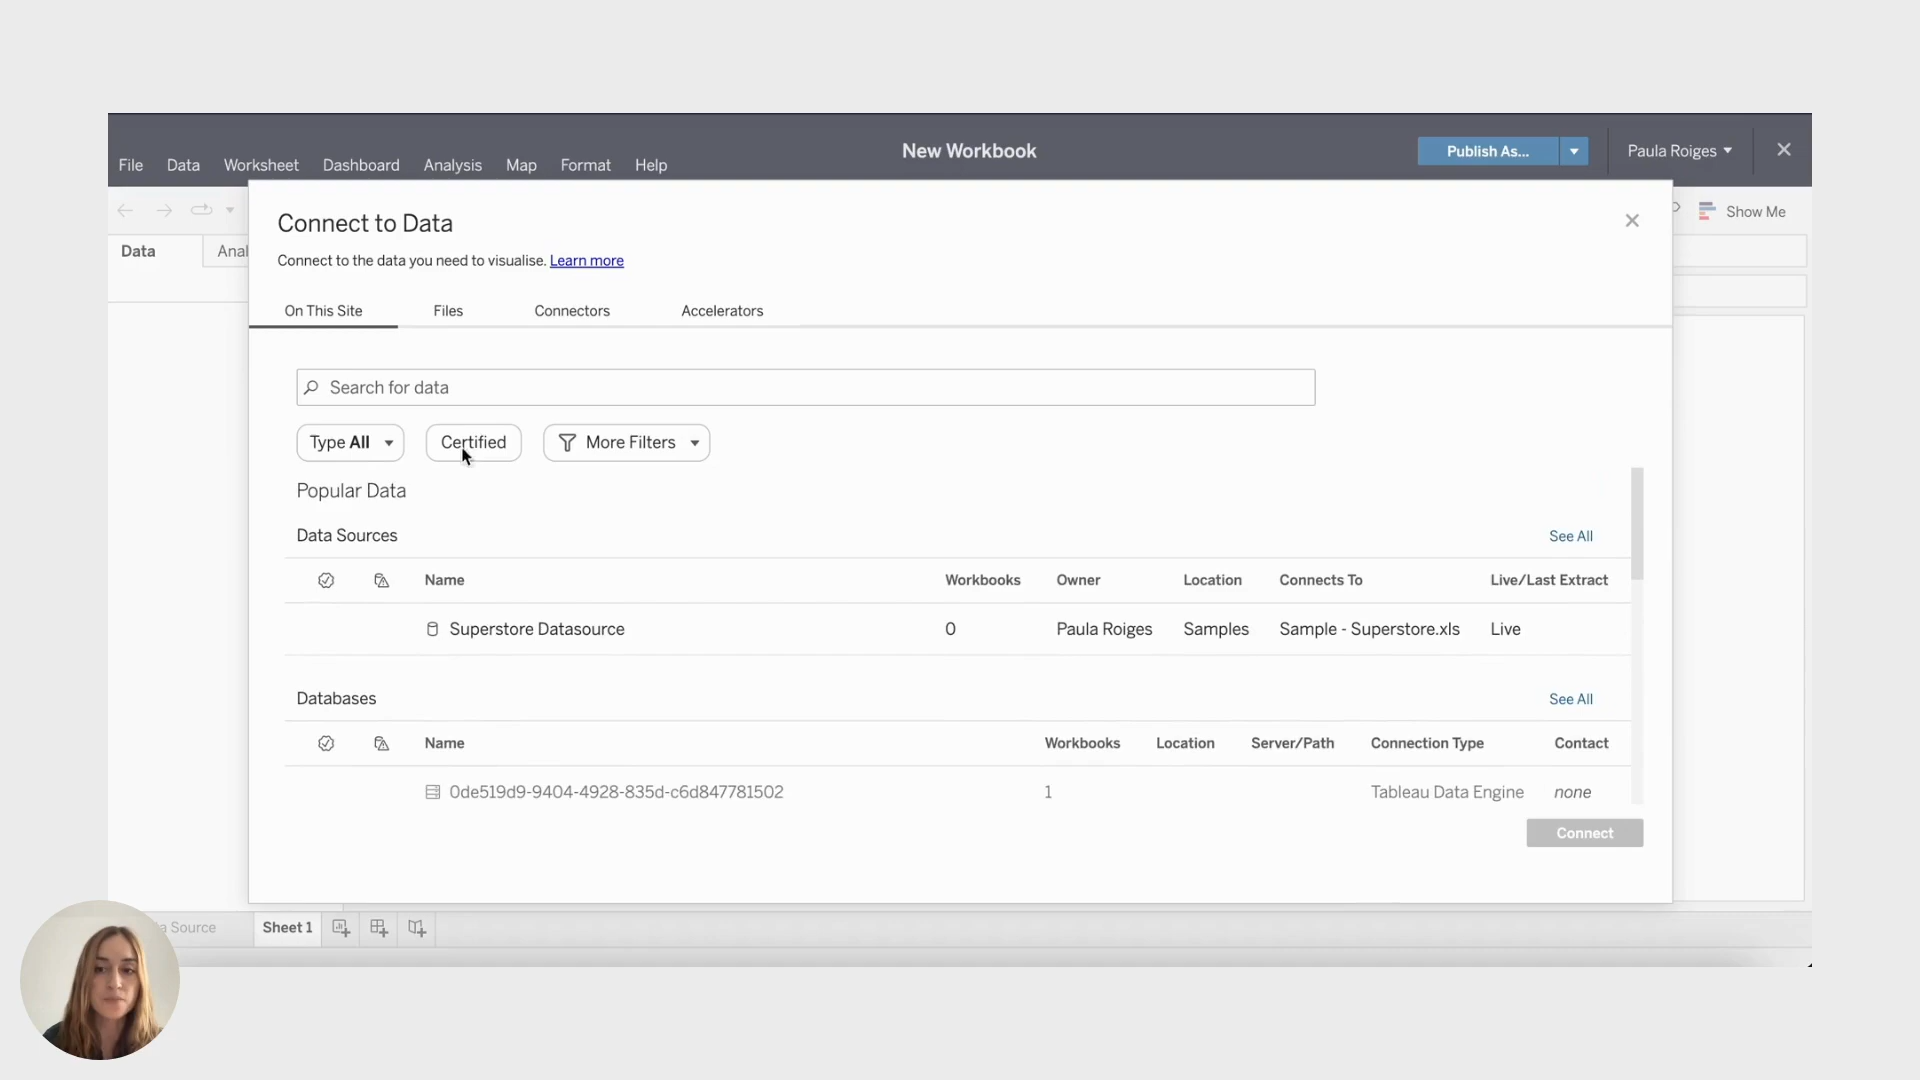 New Workbook
Publish As...
Paula Roiges
File Data Worksheet Dashboard Analysis Map Format Help
Connect to Data
Show Me
Data
Connect to the data you need to visualise. Learn more
On This Site Files Connectors Accelerators
Search for data
Type All Certified More Filters
Popular Data
Data Sources See All
Name Workbooks Owner Location Connects To Live/Last Extract
Superstore Datasource 0 Paula Roiges Samples Sample - Superstore.xls Live
Databases See All
Name Workbooks Location Server/Path Connection Type Contact
0de519d9-9404-4928-835d-c6d847781502 1 Tableau Data Engine none
Connect
Source Sheet 1